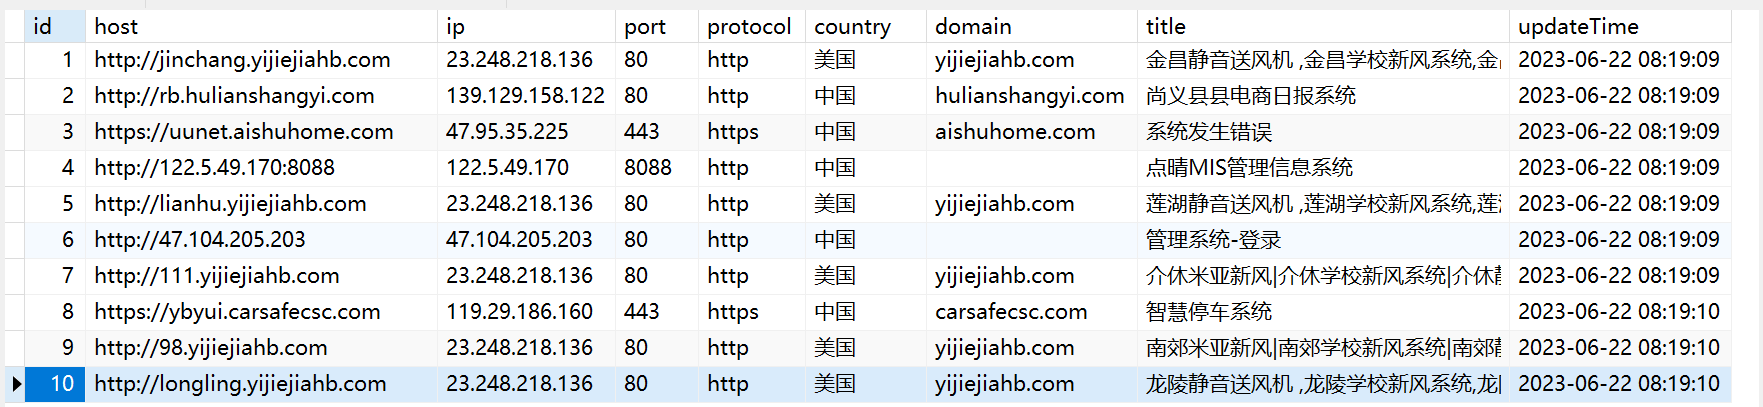 id host ip port protocol country domain title updateTime
1 http://jinchang.yijiejiahb.com 23.248.218.136 80 http 美国 yijiejiahb.com 金昌静音送风机 ,金昌学校新风系统,金 2023-06-22 08:19:09
2 http://rb.hulianshangyi.com 139.129.158.122 80 http 中国 hulianshangyi.com 尚义县县电商日报系统 2023-06-22 08:19:09
3 https://uunet.aishuhome.com 47.95.35.225 443 https 中国 aishuhome.com 系统发生错误 2023-06-22 08:19:09
4 http://122.5.49.170:8088 122.5.49.170 8088 http 中国 点晴MIS管理信息系统 2023-06-22 08:19:09
5 http://lianhu.yijiejiahb.com 23.248.218.136 80 http 美国 yijiejiahb.com 莲湖静音送风机 ,莲湖学校新风系统,莲 2023-06-22 08:19:09
6 http://47.104.205.203 47.104.205.203 80 http 中国 管理系统-登录 2023-06-22 08:19:09
7 http://111.yijiejiahb.com 23.248.218.136 80 http 美国 yijiejiahb.com 介休米亚新风|介休学校新风系统|介休 2023-06-22 08:19:09
8 https://ybyui.carsafecsc.com 119.29.186.160 443 https 中国 carsafecsc.com 智慧停车系统 2023-06-22 08:19:10
9 http://98.yijiejiahb.com 23.248.218.136 80 http 美国 yijiejiahb.com 南郊米亚新风|南郊学校新风系统|南郊 2023-06-22 08:19:10
10 http://longling.yijiejiahb.com 23.248.218.136 80 http 美国 yijiejiahb.com 龙陵静音送风机 ,龙陵学校新风系统,龙 2023-06-22 08:19:10